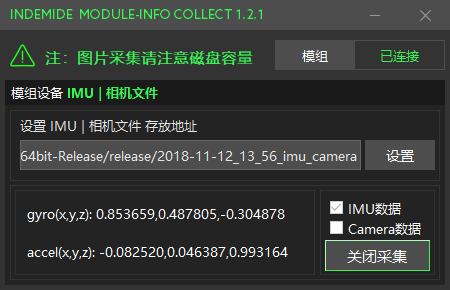 INDEMIDE MODULE-INFO COLLECT 1.2.1
注：图片采集请注意磁盘容量
模组
已连接
模组设备 IMU | 相机文件
设置 IMU | 相机文件 存放地址
64bit-Release/release/2018-11-12_13_56_imu_camera
设置
gyro(x,y,z): 0.853659,0.487805,-0.304878
accel(x,y,z): -0.082520,0.046387,0.993164
IMU数据
Camera数据
关闭采集